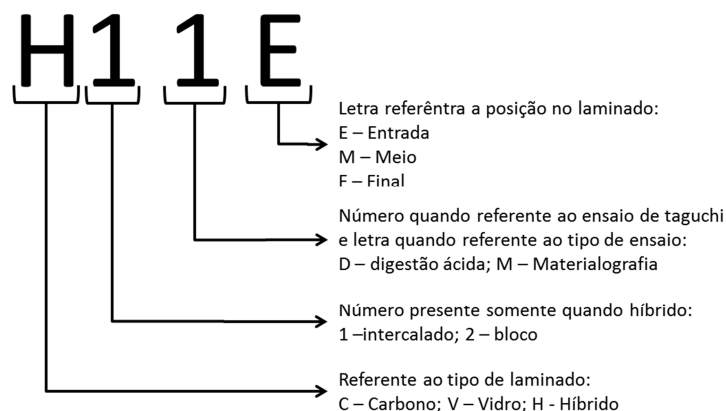 H11E
Letra referêntra a posição no laminado:
E – Entrada
M – Meio
F – Final
Número quando referente ao ensaio de taguchi
e letra quando referente ao tipo de ensaio:
D – digestão ácida; M – Materialografia
Número presente somente quando híbrido:
1 –intercalado; 2 – bloco
Referente ao tipo de laminado:
C – Carbono; V – Vidro; H - Híbrido